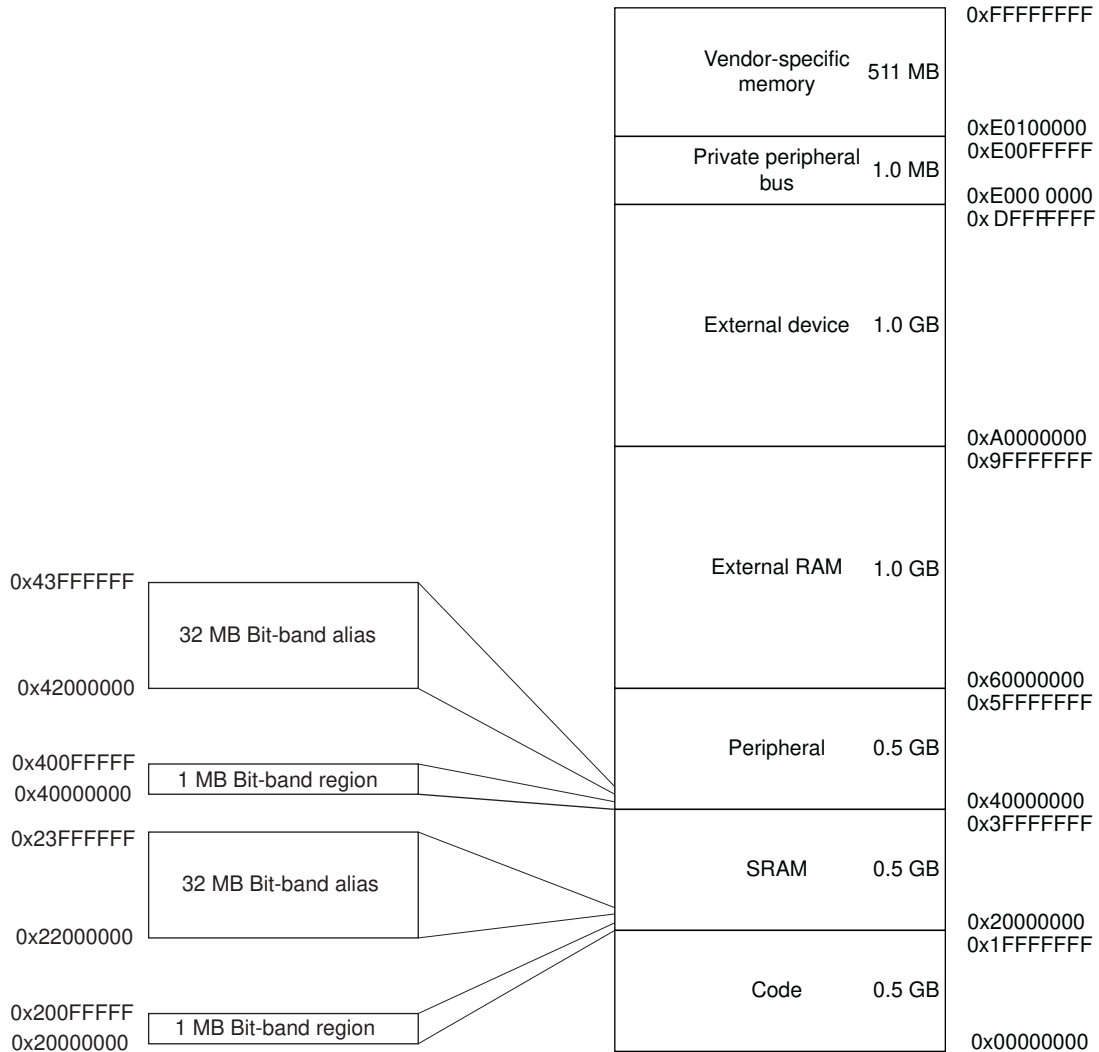 0xFFFFFFFF
Vendor-specific
memory
511 MB
0xE0100000
0xE00FFFFF
Private peripheral
bus
1.0 MB
0xE000 0000
0x DFFFFFFF
External device 1.0 GB
0xA0000000
0x9FFFFFFF
External RAM 1.0 GB
0x43FFFFFF
32 MB Bit-band alias
0x42000000
0x60000000
0x5FFFFFFF
Peripheral 0.5 GB
0x400FFFFF
1 MB Bit-band region
0x40000000
0x40000000
0x3FFFFFFF
0x23FFFFFF
32 MB Bit-band alias
0x22000000
SRAM 0.5 GB
0x20000000
0x1FFFFFFF
Code 0.5 GB
0x200FFFFF
1 MB Bit-band region
0x20000000
0x00000000